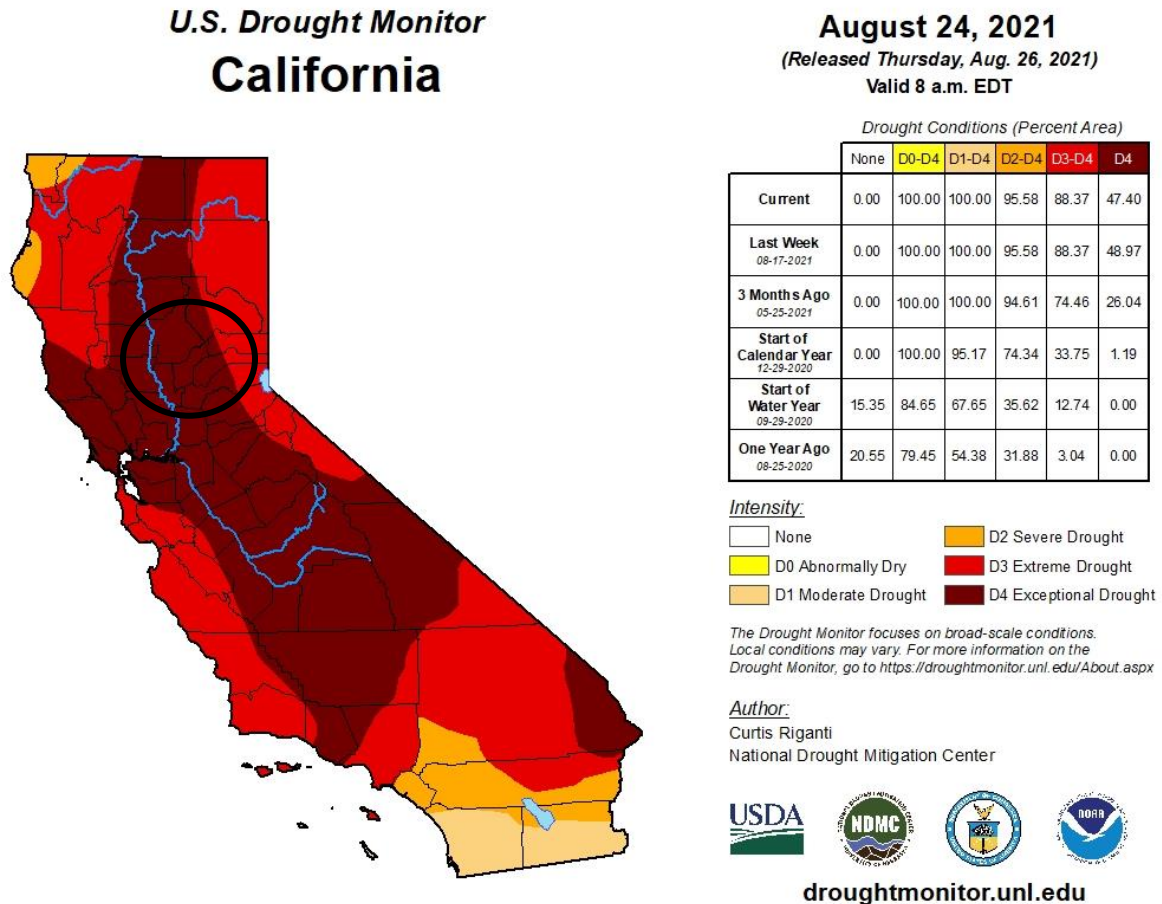 U.S. Drought Monitor
California
August 24, 2021
(Released Thursday, Aug. 26, 2021)
Valid 8 a.m. EDT
Drought Conditions (Percent Area)
None D0-D4 D1-D4 D2-D4 D3-D4 D4
Current 0.00 100.00 100.00 95.58 88.37 47.40
Last Week
08-17-2021 0.00 100.00 100.00 95.58 88.37 48.97
3 Months Ago
05-25-2021 0.00 100.00 100.00 94.61 74.46 26.04
Start of
Calendar Year
12-29-2020 0.00 100.00 95.17 74.34 33.75 1.19
Start of
Water Year
09-29-2020 15.35 84.65 67.65 35.62 12.74 0.00
One Year Ago
08-25-2020 20.55 79.45 54.38 31.88 3.04 0.00
Intensity:
None
D0 Abnormally Dry
D1 Moderate Drought
D2 Severe Drought
D3 Extreme Drought
D4 Exceptional Drought
The Drought Monitor focuses on broad-scale conditions.
Local conditions may vary. For more information on the
Drought Monitor, go to https://droughtmonitor.unl.edu/About.aspx
Author:
Curtis Riganti
National Drought Mitigation Center
USDA
NDMC
NOAA
droughtmonitor.unl.edu